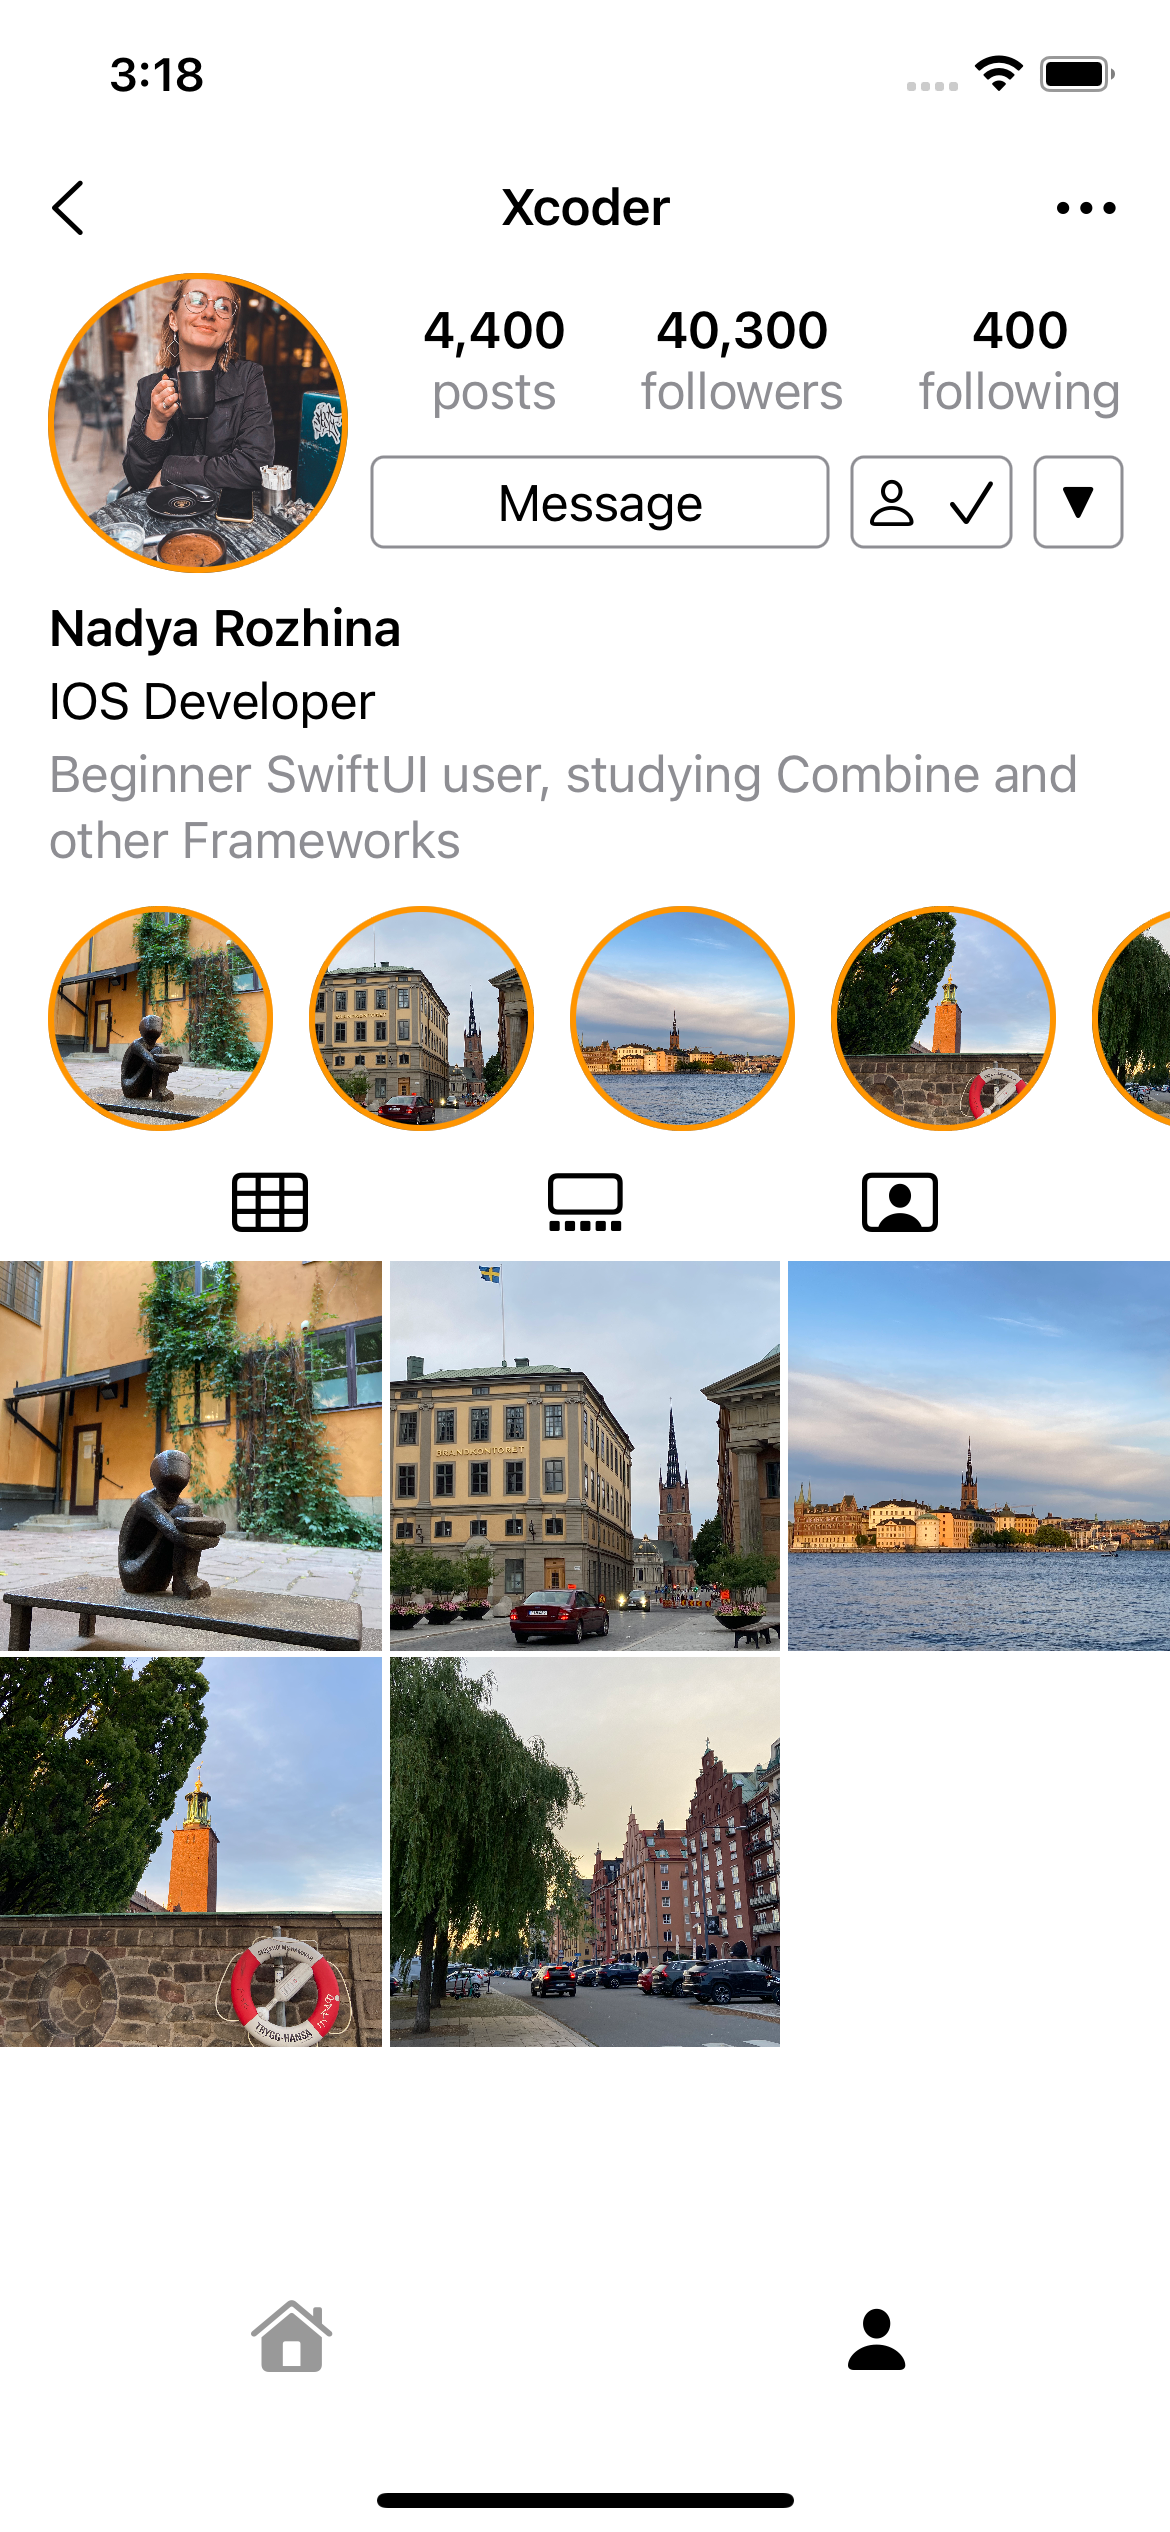 3:18
Xcoder
4,400 40,300 400
posts followers following
Message
Nadya Rozhina
IOS Developer
Beginner SwiftUI user, studying Combine and
other Frameworks
BRANDKONTORET
TRYGG-HANSA